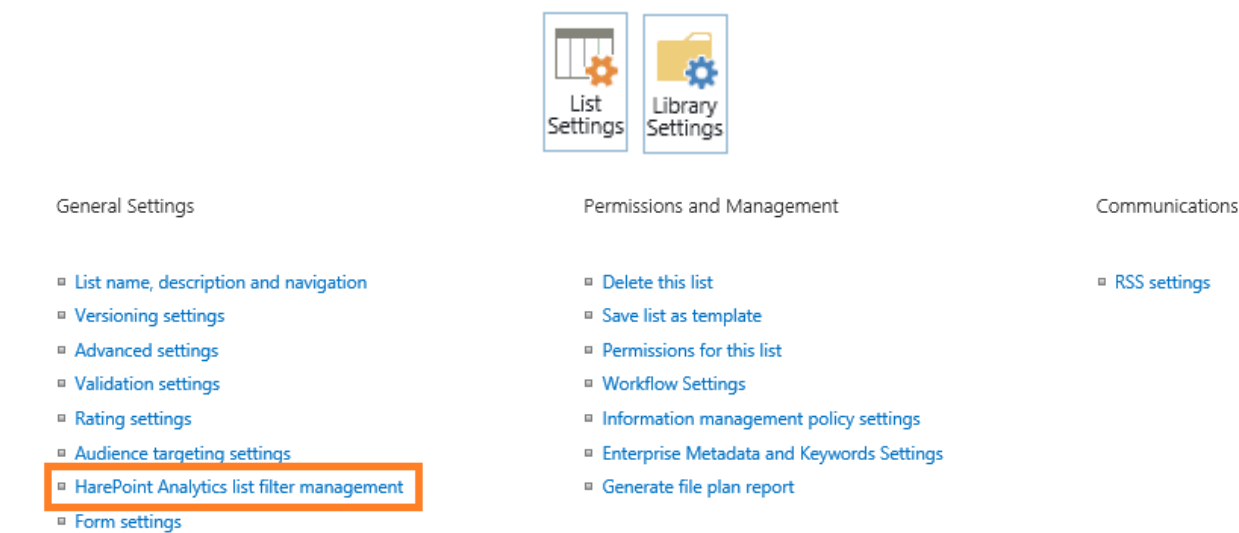 List
Settings
Library
Settings
General Settings
List name, description and navigation
Versioning settings
Advanced settings
Validation settings
Rating settings
Audience targeting settings
HarePoint Analytics list filter management
Form settings
Permissions and Management
Delete this list
Save list as template
Permissions for this list
Workflow Settings
Information management policy settings
Enterprise Metadata and Keywords Settings
Generate file plan report
Communications
RSS settings